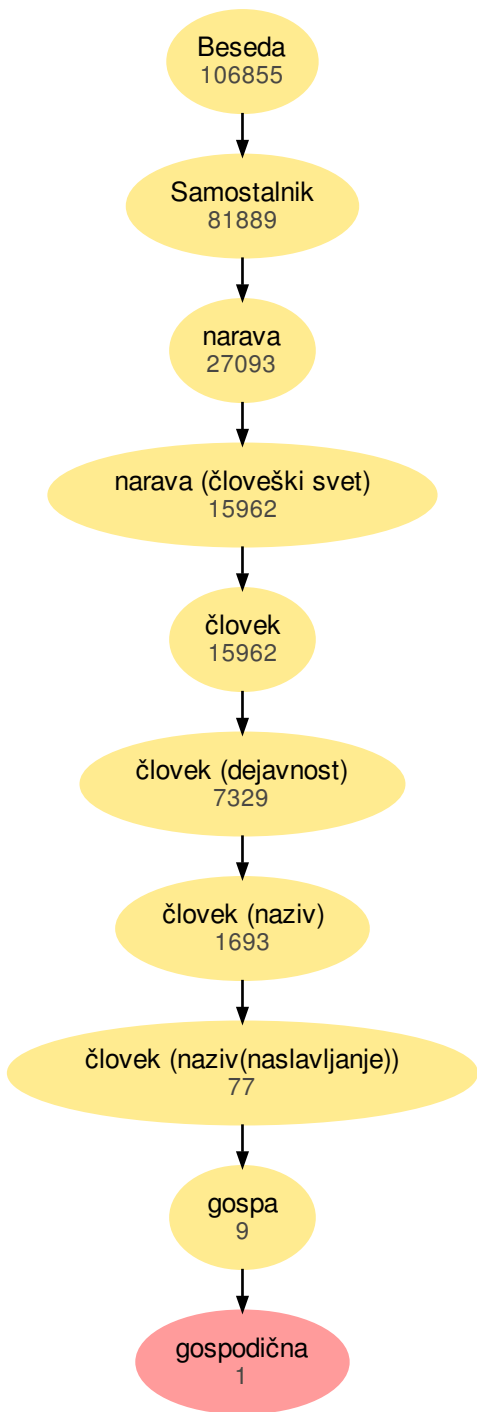 Beseda
106855
Samostalnik
81889
narava
27093
narava (človeški svet)
15962
človek
15962
človek (dejavnost)
7329
človek (naziv)
1693
človek (naziv(naslavljanje))
77
gospa
9
gospodična
1